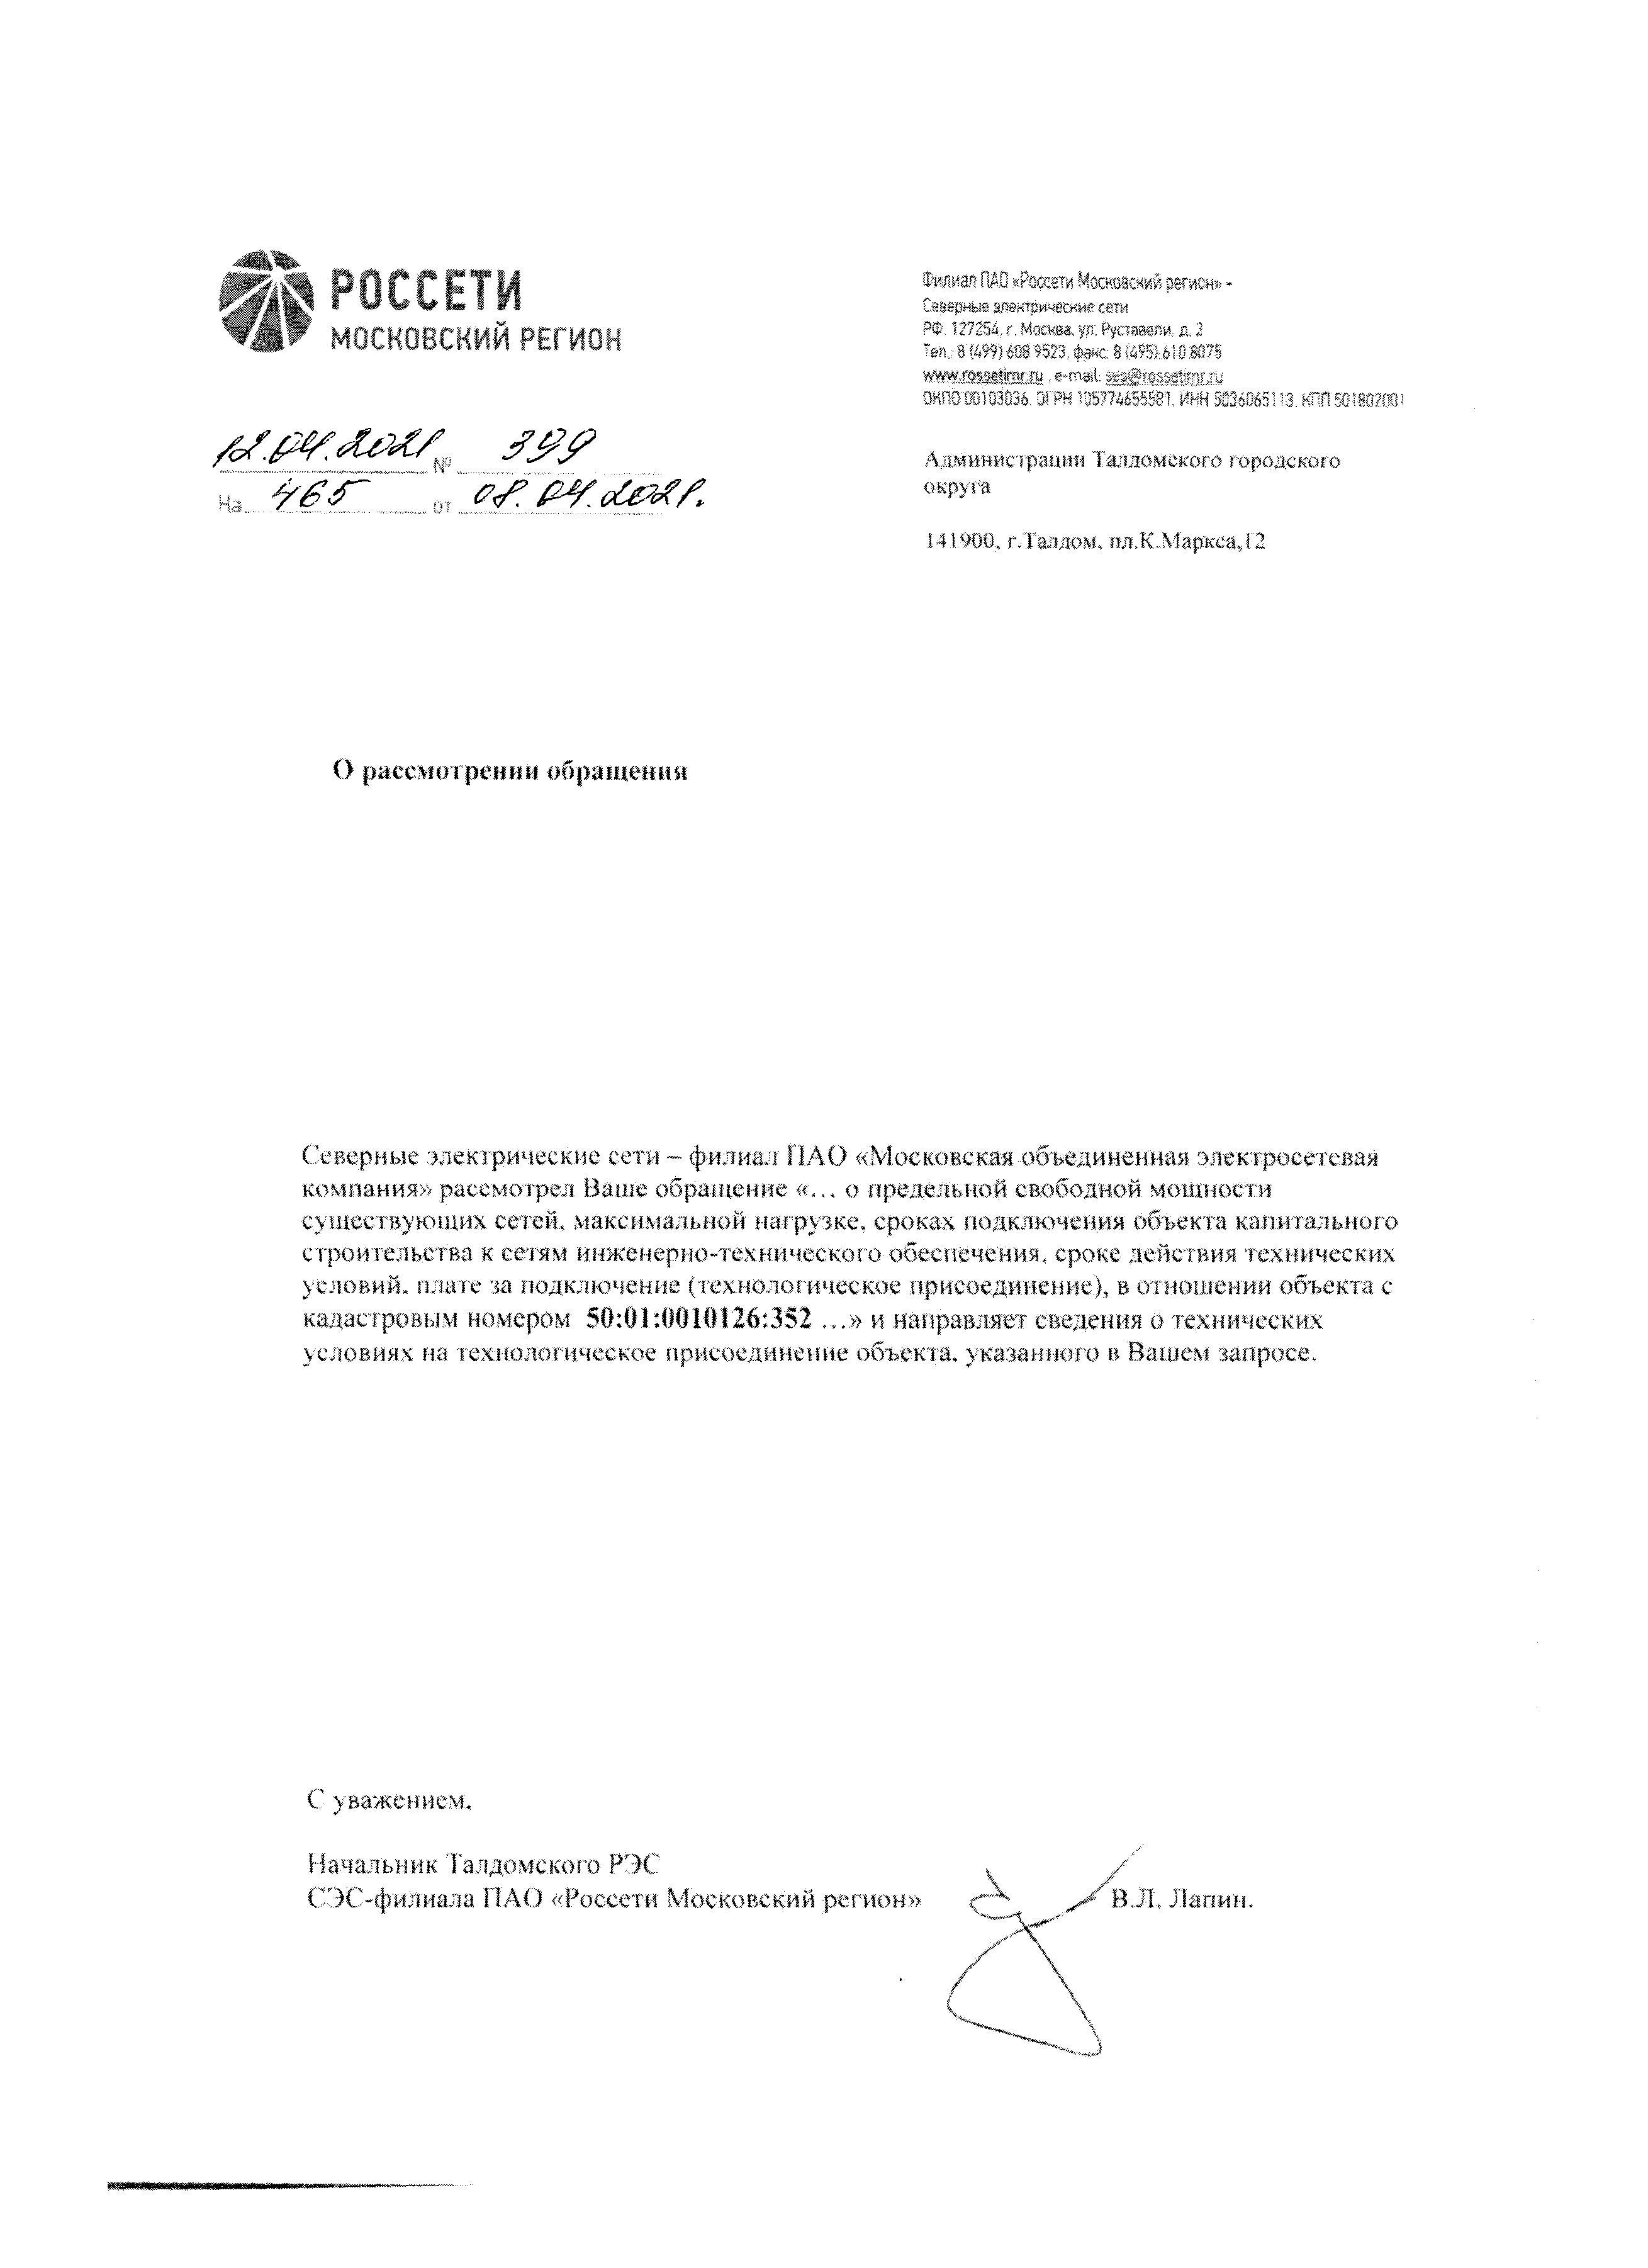 РОССЕТИ
МОСКОВСКИЙ РЕГИОН
Филиал ПАО «Россети Московский регион» -
Северные электрические сети
РФ, 127254, г. Москва, ул. Руставели, д. 2
Тел.: 8 (499) 608 9523, факс: 8 (495) 610 8075
www.rossetimr.ru , e-mail: ses@rossetimr.ru
ОКПО 00103036, ОГРН 105774655581, ИНН 5036065113, КПП 501802001
12.04.2021 № 399
На 465 от 08.04.2021.
Администрации Талдомского городского
округа
141900, г.Талдом, пл.К.Маркса,12
О рассмотрении обращения
Северные электрические сети – филиал ПАО «Московская объединенная электросетевая
компания» рассмотрел Ваше обращение «… о предельной свободной мощности
существующих сетей, максимальной нагрузке, сроках подключения объекта капитального
строительства к сетям инженерно-технического обеспечения, сроке действия технических
условий, плате за подключение (технологическое присоединение), в отношении объекта с
кадастровым номером 50:01:0010126:352 …» и направляет сведения о технических
условиях на технологическое присоединение объекта, указанного в Вашем запросе.
С уважением,
Начальник Талдомского РЭС
СЭС-филиала ПАО «Россети Московский регион» В.Л. Лапин.